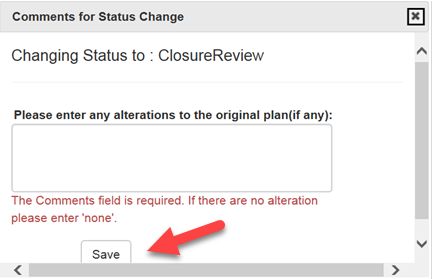 Comments for Status Change
Changing Status to : ClosureReview
Please enter any alterations to the original plan(if any):
The Comments field is required. If there are no alteration
please enter 'none'.
Save